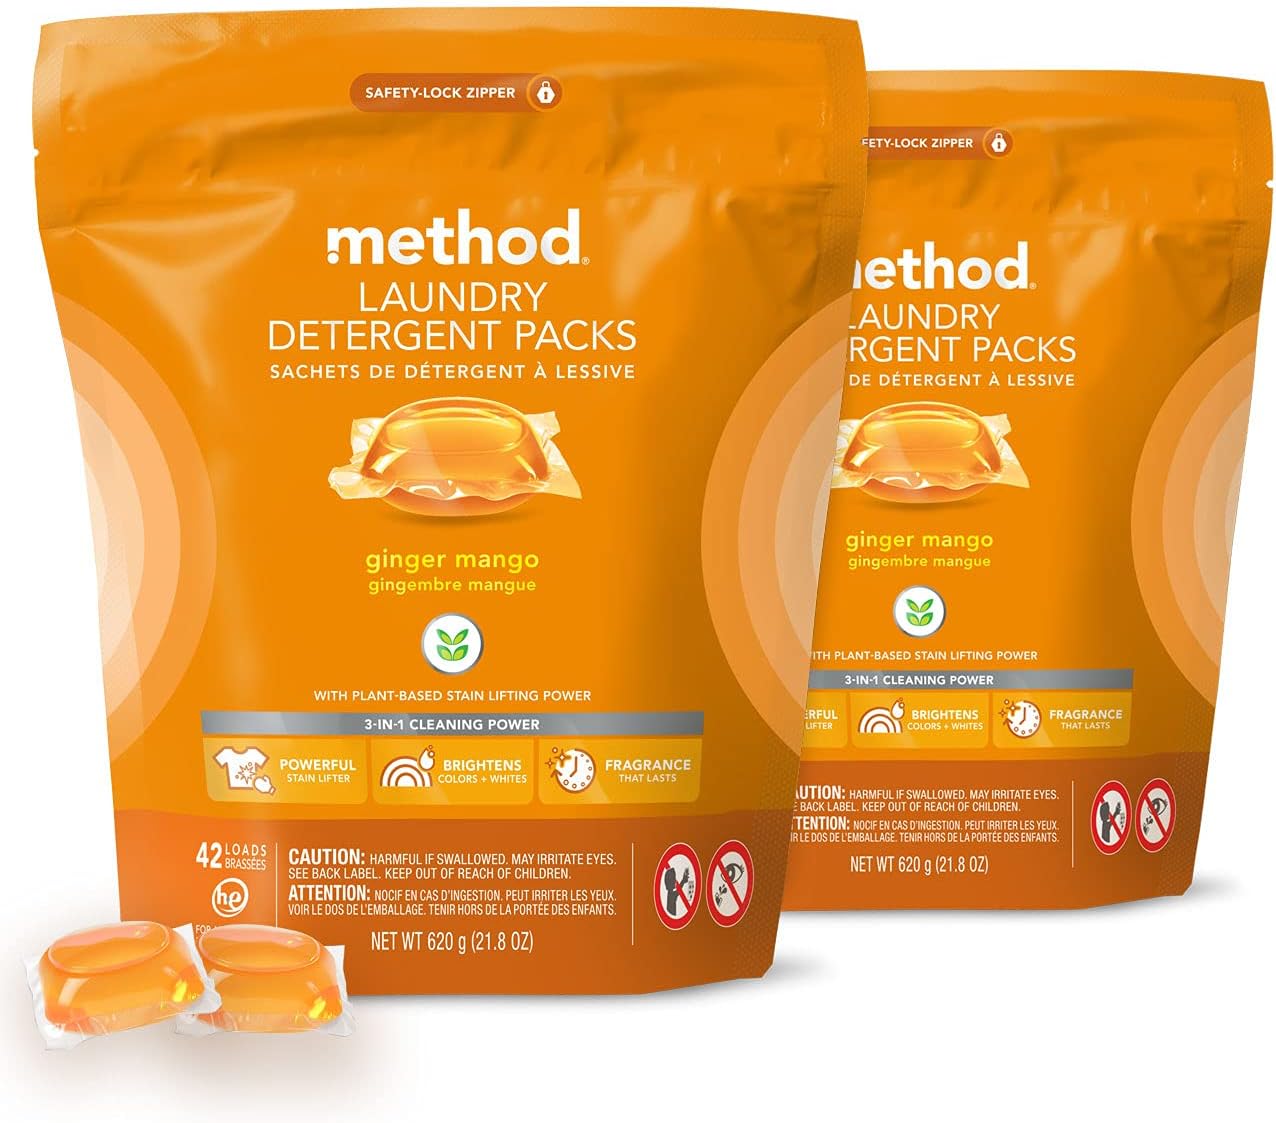 SAFETY-LOCK ZIPPER
method®
LAUNDRY
DETERGENT PACKS
SACHETS DE DÉTERGENT À LESSIVE
ginger mango
gingembre mangue
WITH PLANT-BASED STAIN LIFTING POWER
3-IN-1 CLEANING POWER
POWERFUL
STAIN LIFTER
BRIGHTENS
COLORS + WHITES
FRAGRANCE
THAT LASTS
42 LOADS
BRASSÉES
he
CAUTION: HARMFUL IF SWALLOWED. MAY IRRITATE EYES.
SEE BACK LABEL. KEEP OUT OF REACH OF CHILDREN.
ATTENTION: NOCIF EN CAS D'INGESTION. PEUT IRRITER LES YEUX.
VOIR LE DOS DE L'EMBALLAGE. TENIR HORS DE LA PORTÉE DES ENFANTS.
NET WT 620 g (21.8 OZ)
FETY-LOCK ZIPPER
ethod®
LAUNDRY
RGENT PACKS
DE DÉTERGENT À LESSIVE
ginger mango
gingembre mangue
WITH PLANT-BASED STAIN LIFTING POWER
3-IN-1 CLEANING POWER
ERFUL
LIFTER
BRIGHTENS
COLORS + WHITES
FRAGRANCE
THAT LASTS
AUTION: HARMFUL IF SWALLOWED. MAY IRRITATE EYES.
BACK LABEL. KEEP OUT OF REACH OF CHILDREN.
TENTION: NOCIF EN CAS D'INGESTION. PEUT IRRITER LES YEUX.
LE DOS DE L'EMBALLAGE. TENIR HORS DE LA PORTÉE DES ENFANTS.
NET WT 620 g (21.8 OZ)